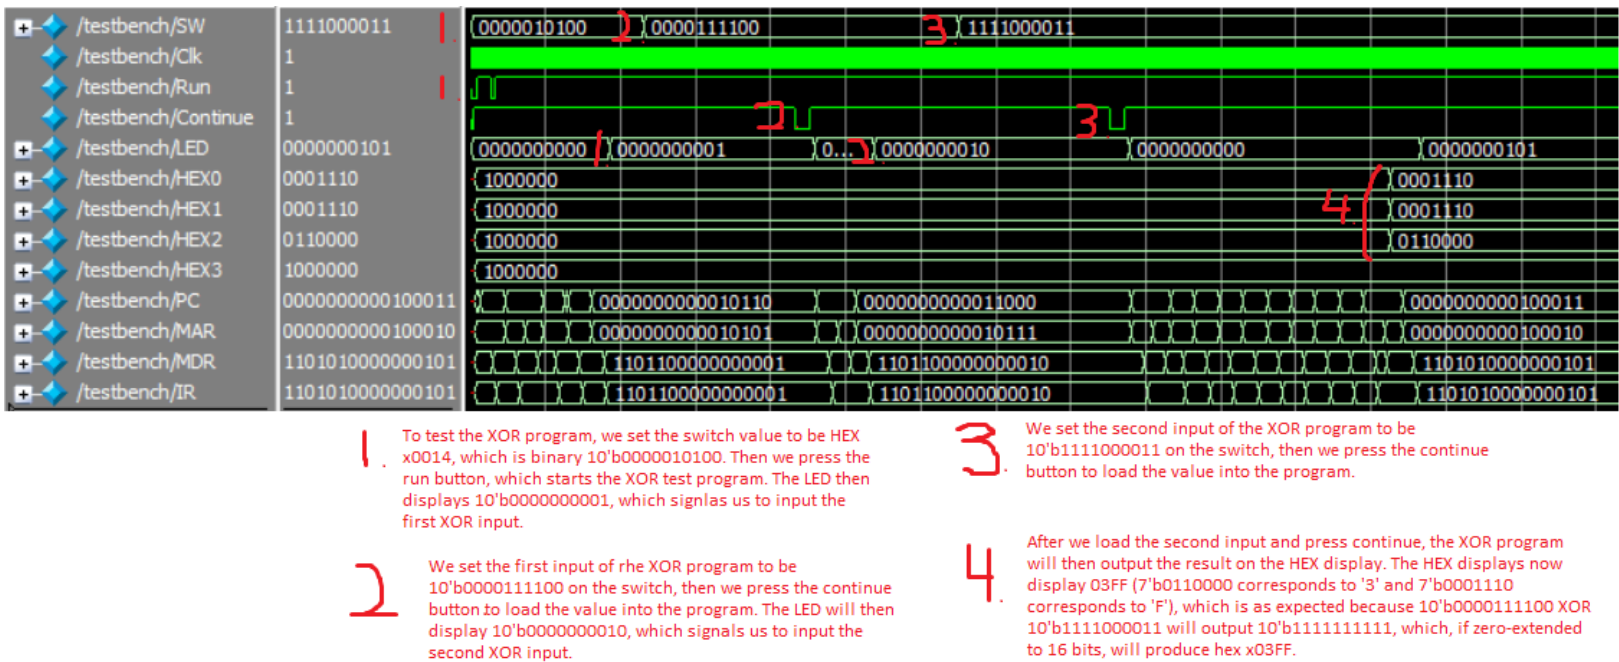 /testbench/SW 1111000011 1. 0000010100 2 0000111100 3 1111000011
/testbench/Clk 1
/testbench/Run 1 1.
/testbench/Continue 1 2 3
/testbench/LED 0000000101 0000000000 1 0000000001 0... 2 0000000010 0000000000 0000000101
/testbench/HEX0 0001110 1000000 0001110
/testbench/HEX1 0001110 1000000 4. 0001110
/testbench/HEX2 0110000 1000000 0110000
/testbench/HEX3 1000000 1000000
/testbench/PC 0000000000100011 0000000000010110 0000000000011000 0000000000100011
/testbench/MAR 0000000000100010 0000000000010101 0000000000010111 0000000000100010
/testbench/MDR 1101010000000101 1101100000000001 1101100000000010 1101010000000101
/testbench/IR 1101010000000101 1101100000000001 1101100000000010 1101010000000101
1.
To test the XOR program, we set the switch value to be HEX
x0014, which is binary 10'b0000010100. Then we press the
run button, which starts the XOR test program. The LED then
displays 10'b0000000001, which signlas us to input the
first XOR input.
2
We set the first input of rhe XOR program to be
10'b0000111100 on the switch, then we press the continue
button to load the value into the program. The LED will then
display 10'b0000000010, which signals us to input the
second XOR input.
3.
We set the second input of the XOR program to be
10'b1111000011 on the switch, then we press the continue
button to load the value into the program.
4.
After we load the second input and press continue, the XOR program
will then output the result on the HEX display. The HEX displays now
display 03FF (7'b0110000 corresponds to '3' and 7'b0001110
corresponds to 'F'), which is as expected because 10'b0000111100 XOR
10'b1111000011 will output 10'b1111111111, which, if zero-extended
to 16 bits, will produce hex x03FF.